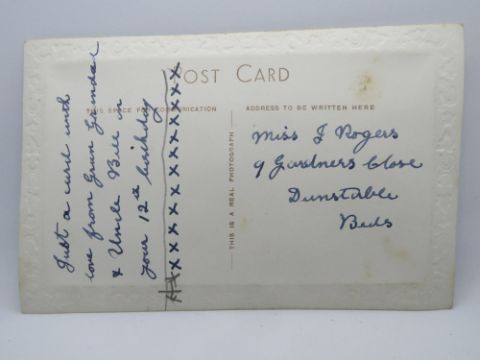 POST CARD
THIS SPACE FOR COMMUNICATION
ADDRESS TO BE WRITTEN HERE
Just a card with
love from Gran Grandad
& Uncle Bill on
your 12th birthday
x x x x x x x x x x x x
THIS IS A REAL PHOTOGRAPH
Miss J Rogers
9 Gardners Close
Dunstable
Beds